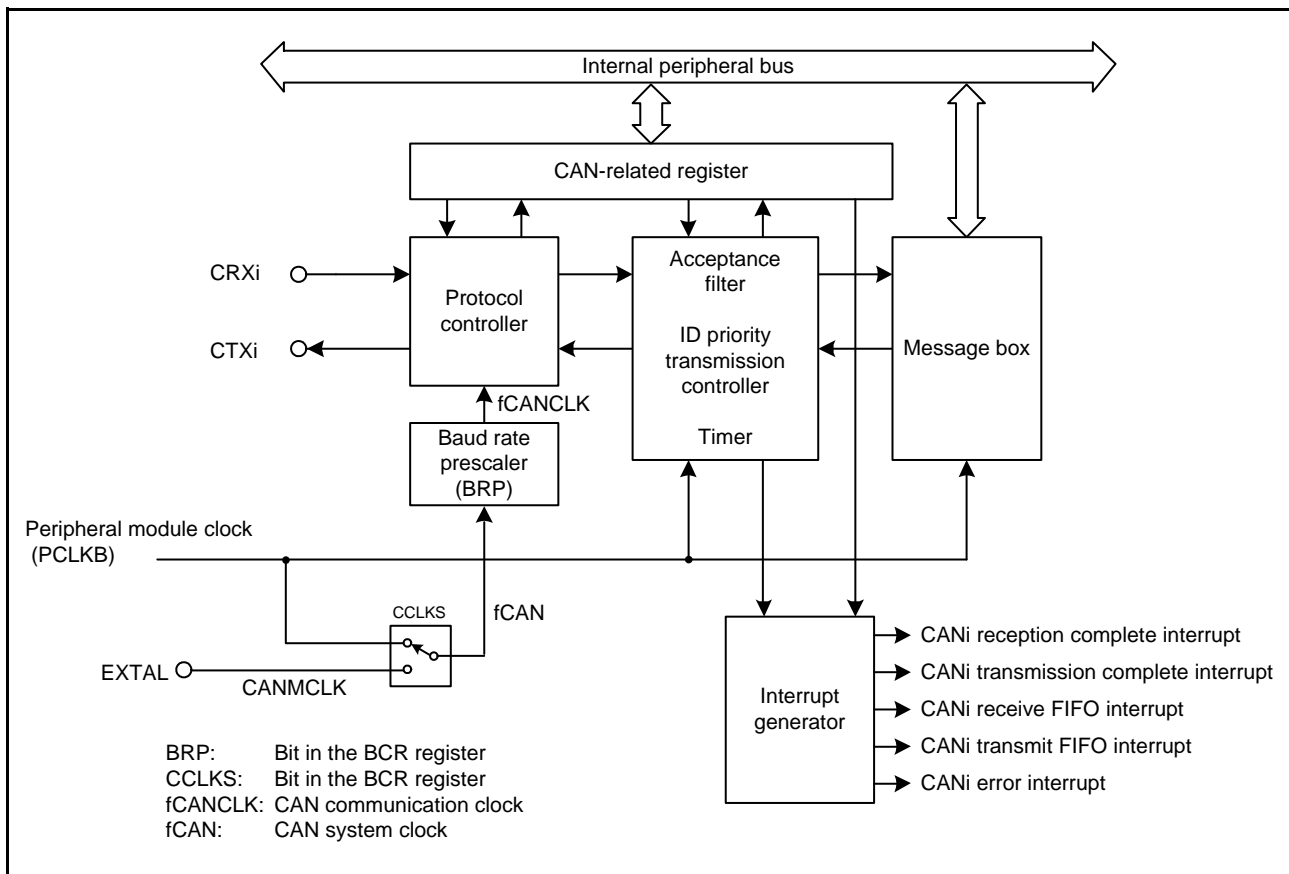 Internal peripheral bus
CAN-related register
CRXi
CTXi
Protocol
controller
Acceptance
filter
ID priority
transmission
controller
Timer
Message box
fCANCLK
Baud rate
prescaler
(BRP)
Peripheral module clock
(PCLKB)
CCLKS
fCAN
EXTAL
CANMCLK
Interrupt
generator
CANi reception complete interrupt
CANi transmission complete interrupt
CANi receive FIFO interrupt
CANi transmit FIFO interrupt
CANi error interrupt
BRP: Bit in the BCR register
CCLKS: Bit in the BCR register
fCANCLK: CAN communication clock
fCAN: CAN system clock